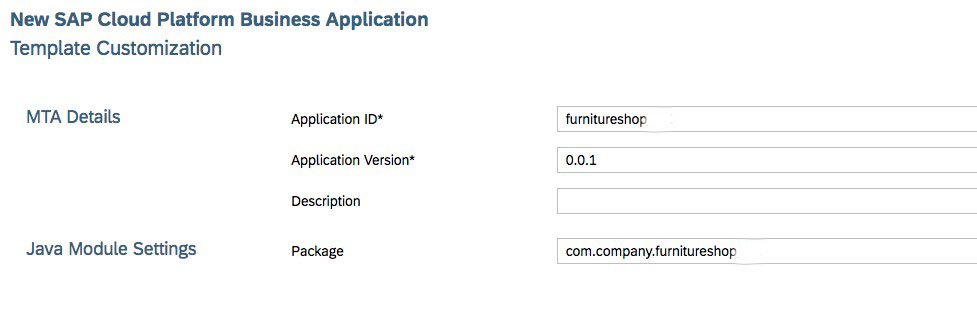 New SAP Cloud Platform Business Application
Template Customization
MTA Details
Application ID* furnitureshop
Application Version* 0.0.1
Description
Java Module Settings
Package com.company.furnitureshop